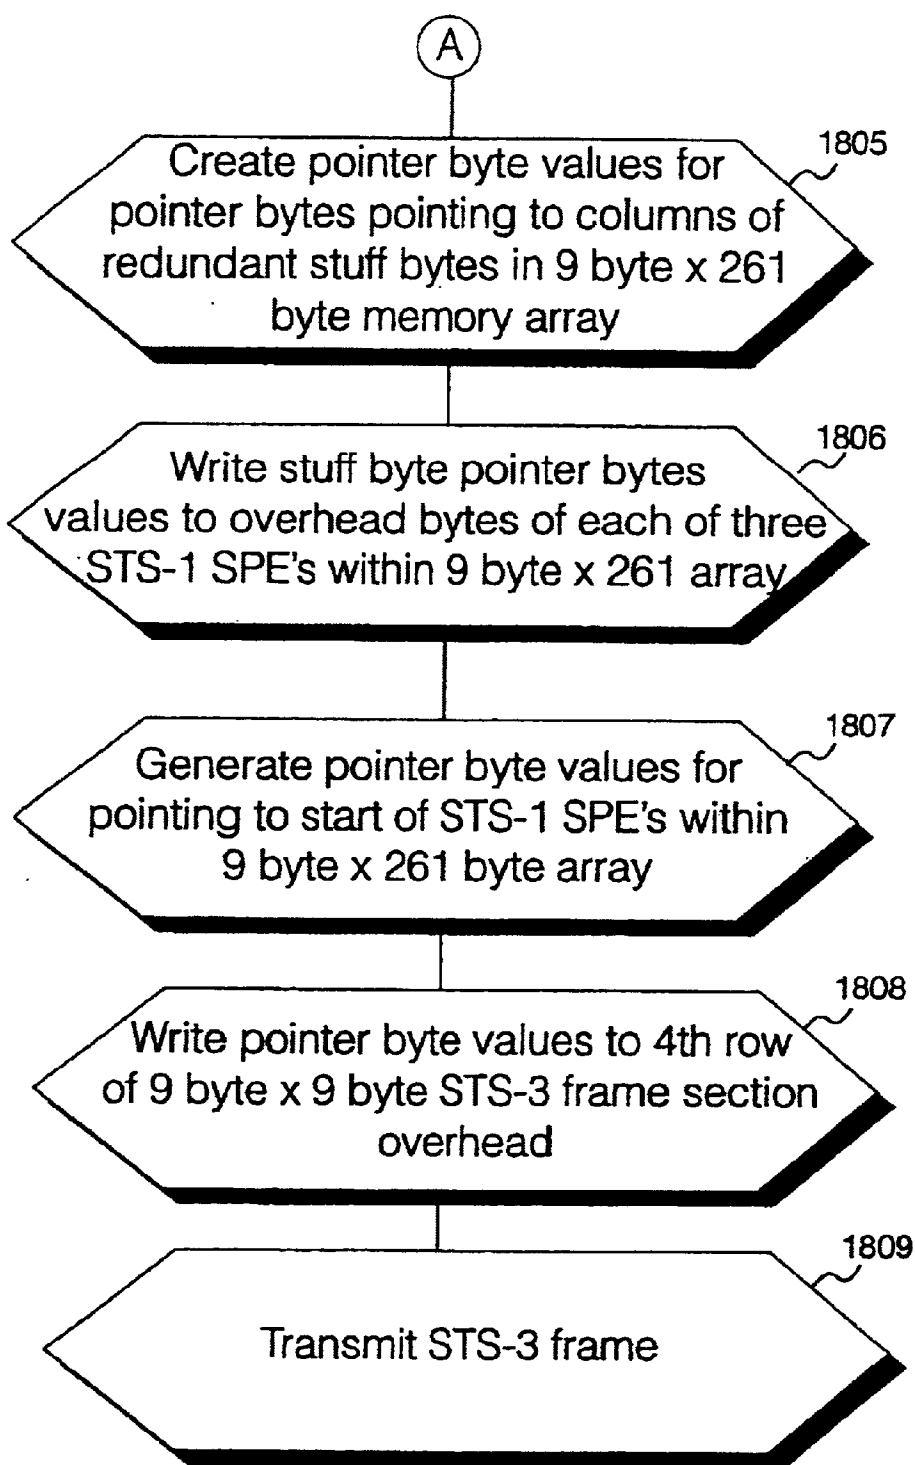 A
1805
Create pointer byte values for
pointer bytes pointing to columns of
redundant stuff bytes in 9 byte x 261
byte memory array
1806
Write stuff byte pointer bytes
values to overhead bytes of each of three
STS-1 SPE's within 9 byte x 261 array
1807
Generate pointer byte values for
pointing to start of STS-1 SPE's within
9 byte x 261 byte array
1808
Write pointer byte values to 4th row
of 9 byte x 9 byte STS-3 frame section
overhead
1809
Transmit STS-3 frame